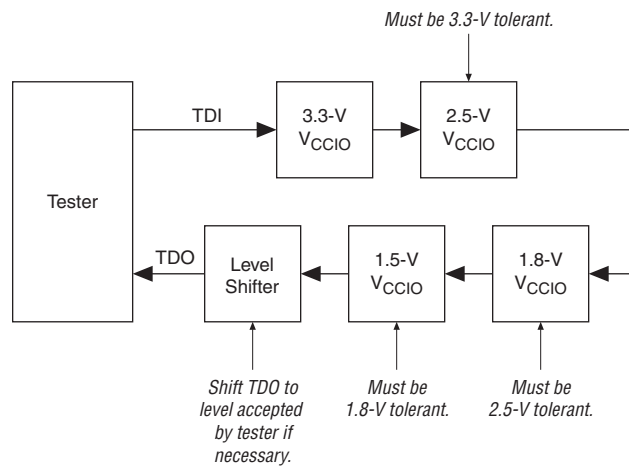 Must be 3.3-V tolerant.
TDI
3.3-V
VCCIO
2.5-V
VCCIO
Tester
TDO
Level
Shifter
1.5-V
VCCIO
1.8-V
VCCIO
Shift TDO to
level accepted
by tester if
necessary.
Must be
1.8-V tolerant.
Must be
2.5-V tolerant.